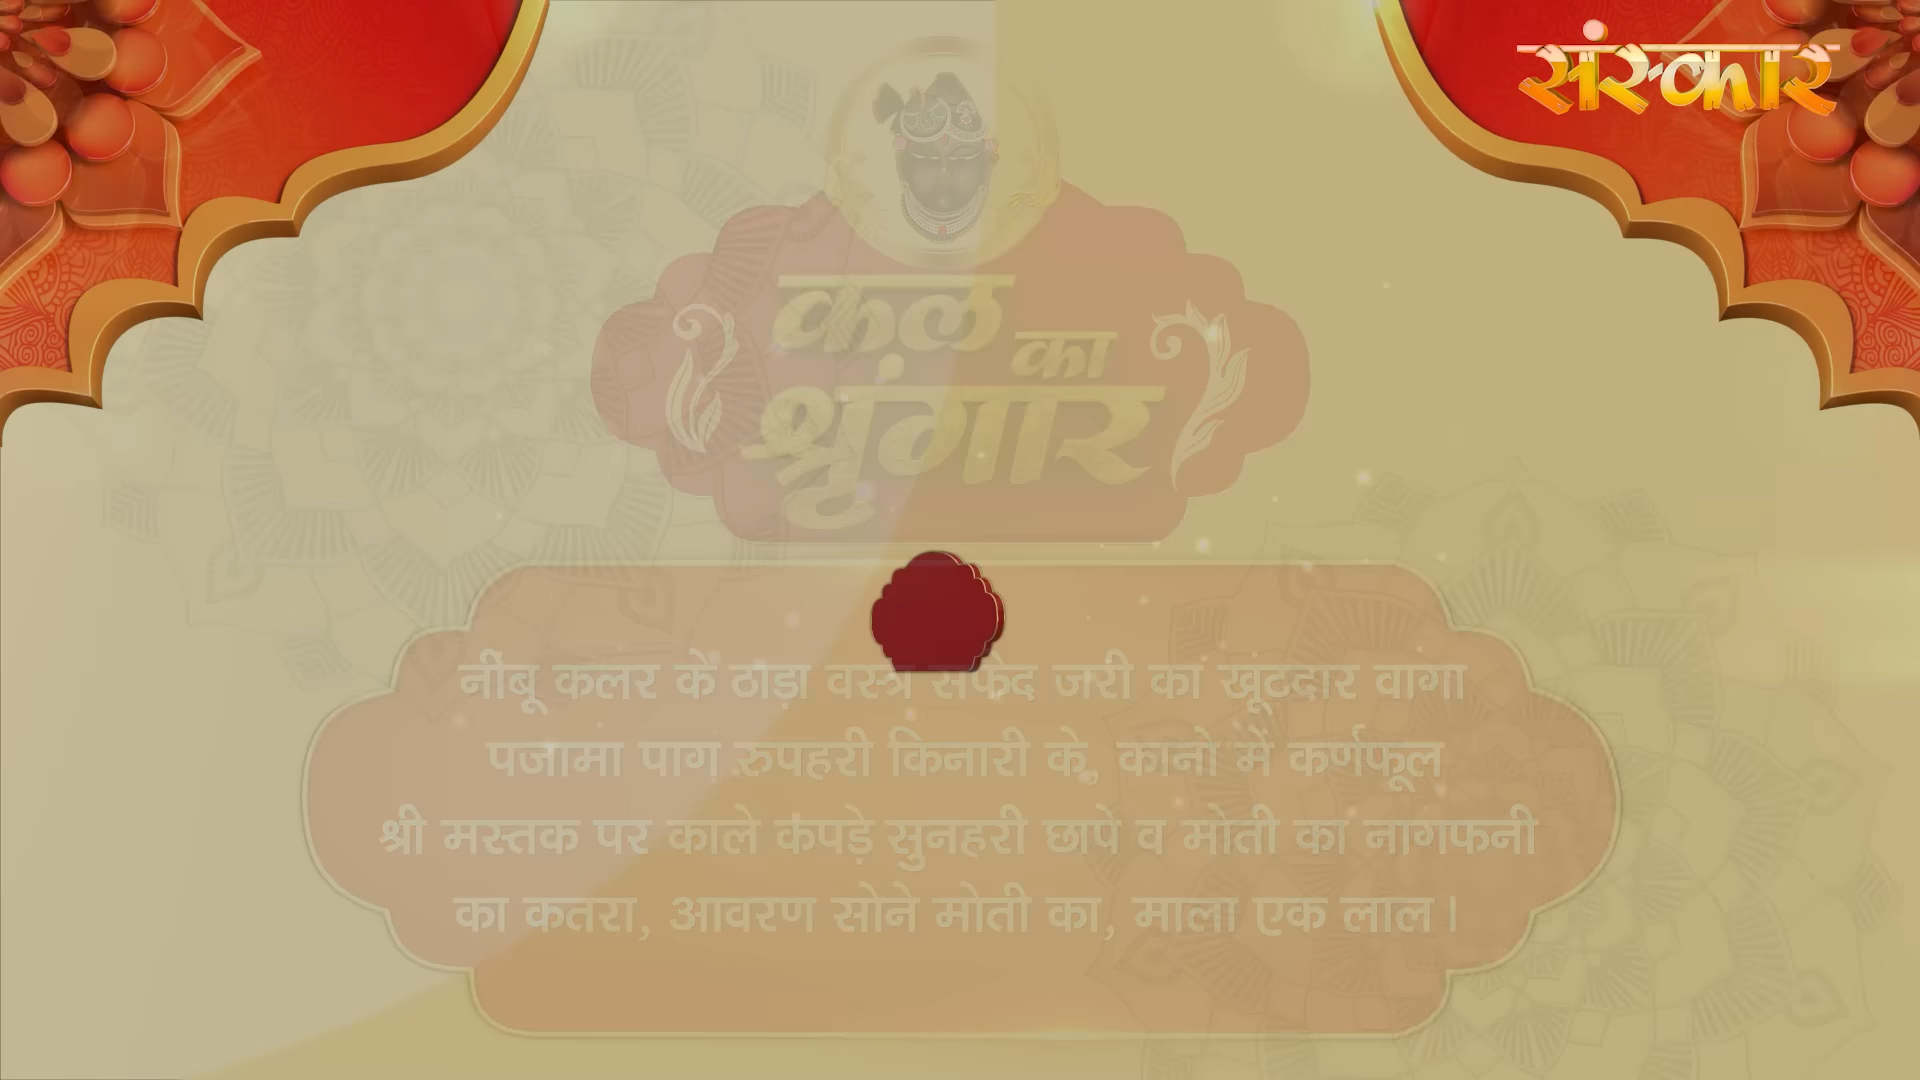 संस्कार
कल का
श्रृंगार
नींबू कलर के ठाड़ा वस्त्र सफेद जरी का खूटदार वागा
पजामा पाग रुपहरी किनारी के, कानो में कर्णफूल
श्री मस्तक पर काले कपड़े सुनहरी छापे व मोती का नागफनी
का कतरा, आवरण सोने मोती का, माला एक लाल।